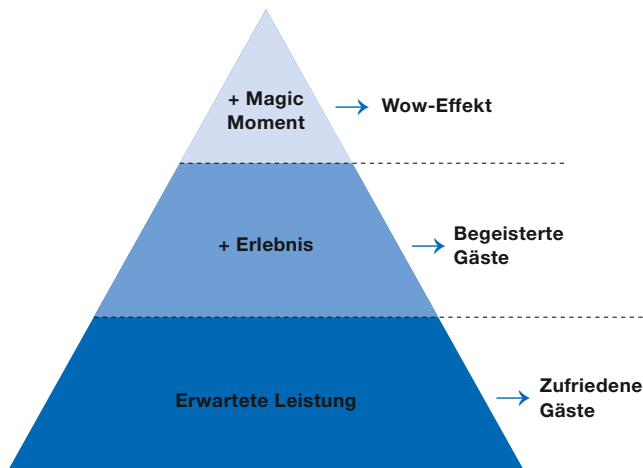 + Magic
Moment
Wow-Effekt
+ Erlebnis
Begeisterte
Gäste
Erwartete Leistung
Zufriedene
Gäste